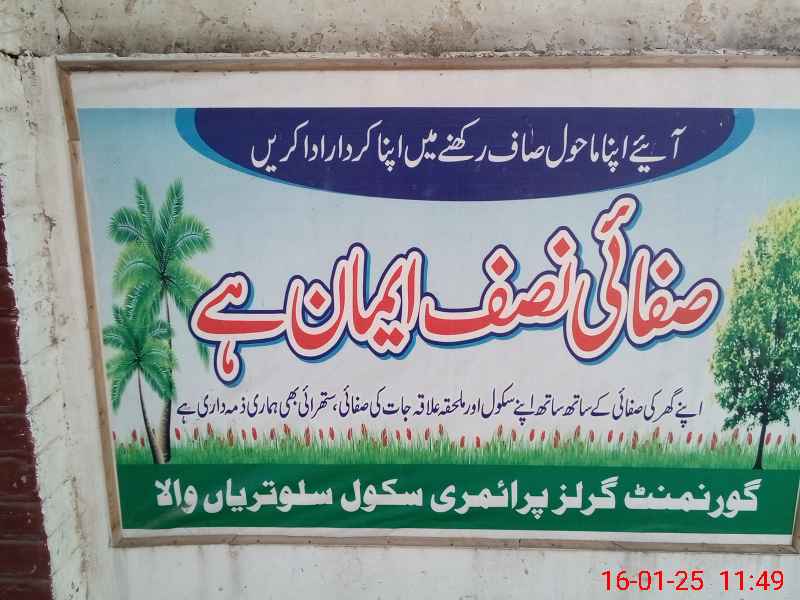 آیئے اپنا ماحول صاف رکھنے میں اپنا کردار ادا کریں
صفائی نصف ایمان ہے
اپنے گھر کی صفائی کے ساتھ ساتھ اپنے سکول اور ملحقہ علاقہ جات کی صفائی، ستھرائی بھی ہماری ذمہ داری ہے
گورنمنٹ گرلز پرائمری سکول سلوتریاں والا
16-01-25 11:49